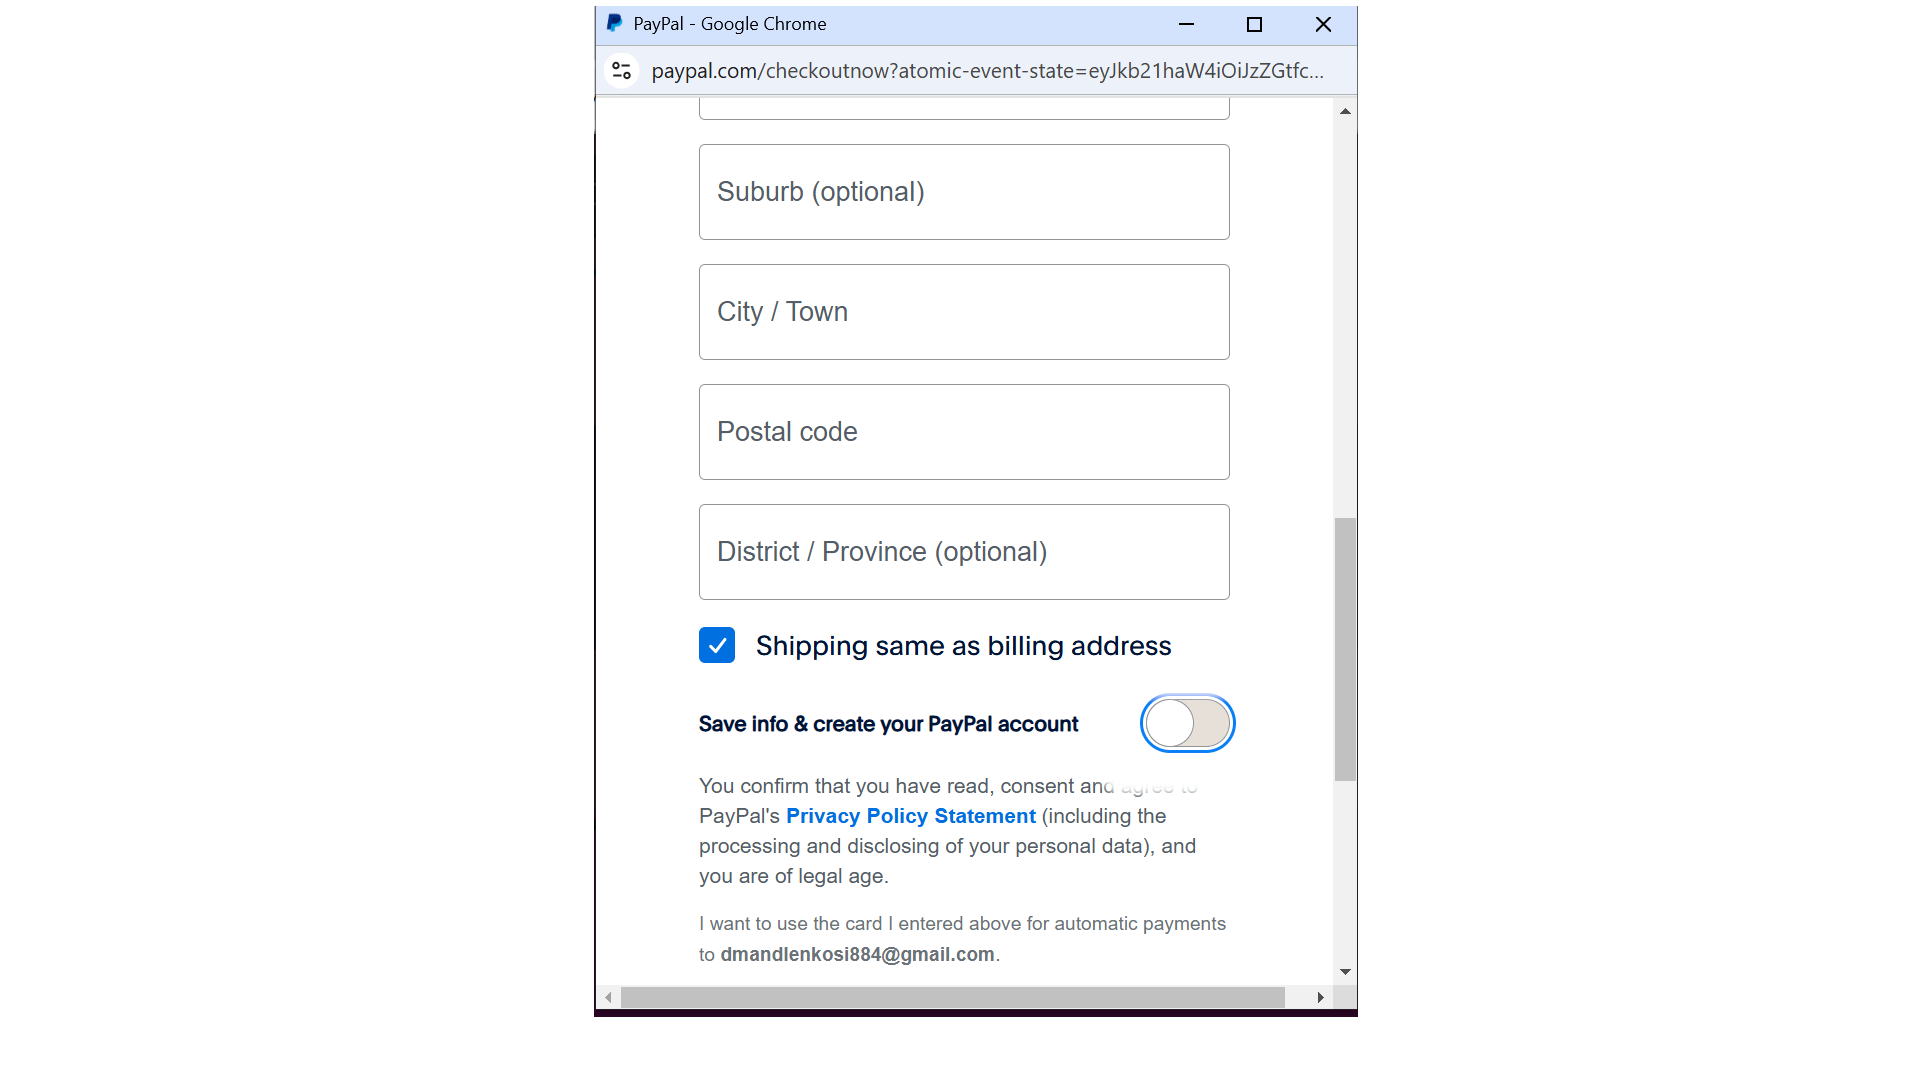 PayPal - Google Chrome
paypal.com/checkoutnow?atomic-event-state=eyJkb21haW4iOiJzZGtfc...
Suburb (optional)
City / Town
Postal code
District / Province (optional)
Shipping same as billing address
Save info & create your PayPal account
You confirm that you have read, consent and agree to
PayPal's Privacy Policy Statement (including the
processing and disclosing of your personal data), and
you are of legal age.
I want to use the card I entered above for automatic payments
to dmandlenkosi884@gmail.com.